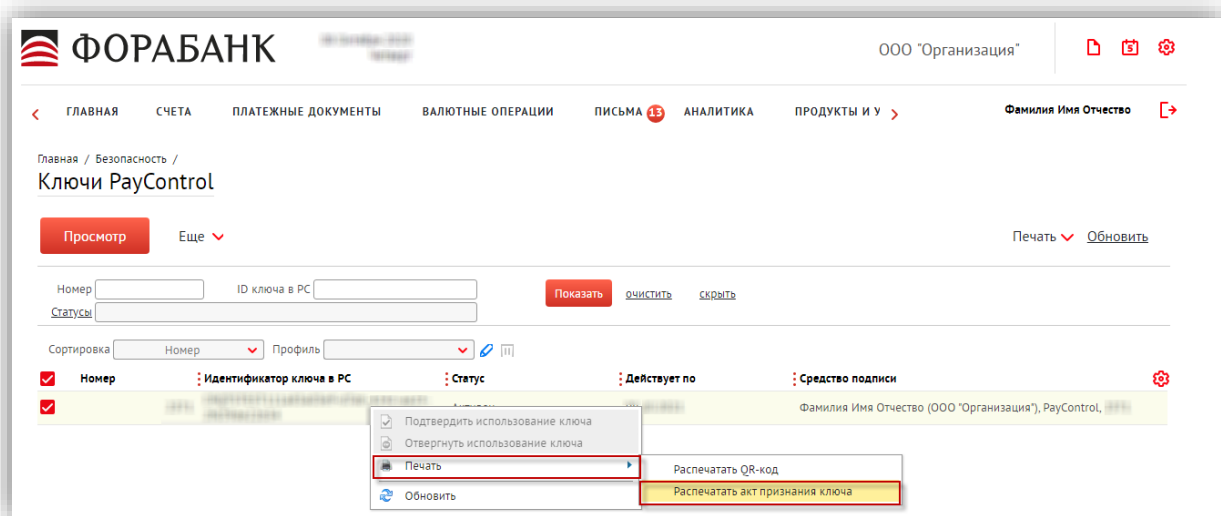 ФОРАБАНК
ООО "Организация"
ГЛАВНАЯ СЧЕТА ПЛАТЕЖНЫЕ ДОКУМЕНТЫ ВАЛЮТНЫЕ ОПЕРАЦИИ ПИСЬМА 13 АНАЛИТИКА ПРОДУКТЫ И У Фамилия Имя Отчество
Главная / Безопасность /
Ключи PayControl
Просмотр Еще Печать Обновить
Номер ID ключа в PC Показать очистить скрыть
Статусы
Сортировка Номер Профиль
Номер Идентификатор ключа в PC Статус Действует по Средство подписи
Фамилия Имя Отчество (ООО "Организация"), PayControl,
Подтвердить использование ключа
Отвергнуть использование ключа
Печать Распечатать QR-код
Обновить Распечатать акт признания ключа